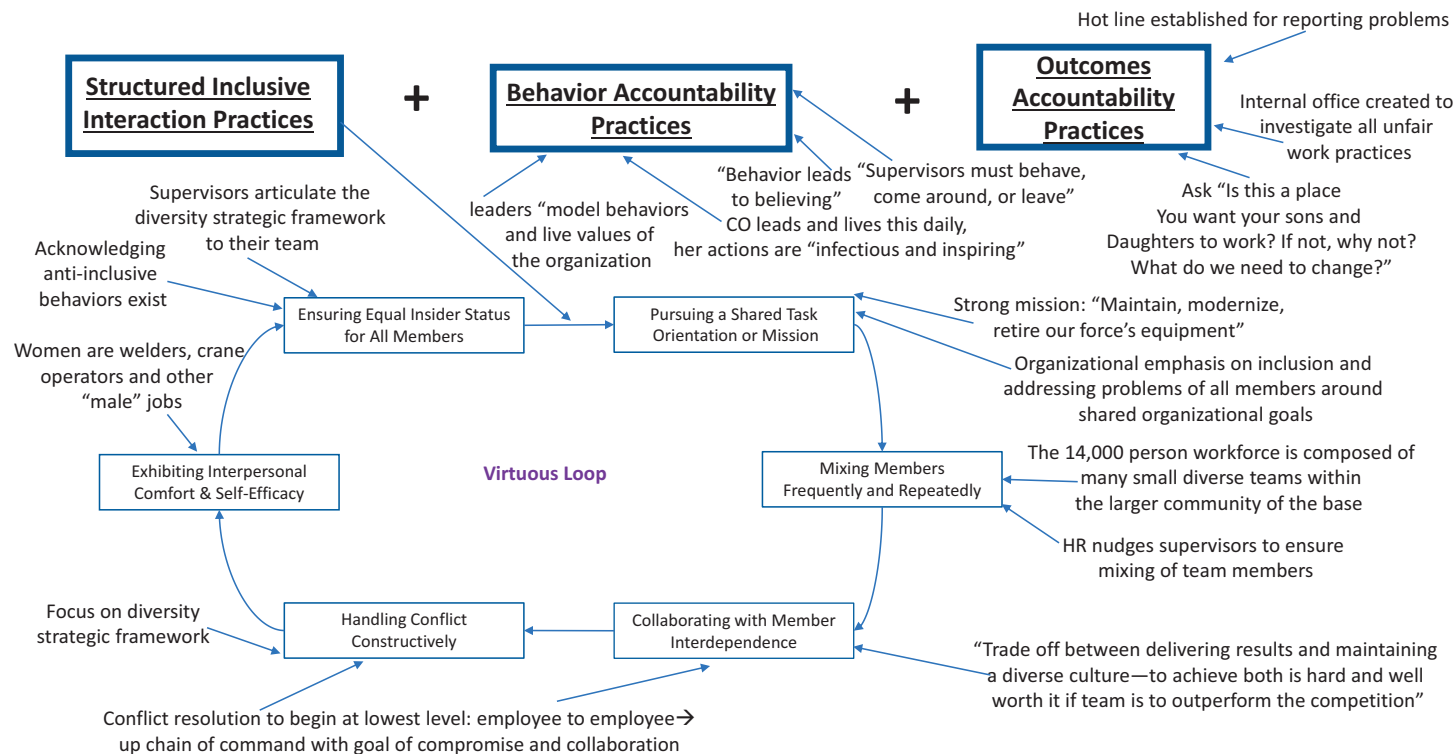 Hot line established for reporting problems
Structured Inclusive
Interaction Practices
+
Behavior Accountability
Practices
+
Outcomes
Accountability
Practices
Internal office created to
investigate all unfair
work practices
Ask “Is this a place
You want your sons and
Daughters to work? If not, why not?
What do we need to change?”
“Supervisors must behave,
come around, or leave”
“Behavior leads
to believing”
CO leads and lives this daily,
her actions are “infectious and inspiring”
leaders “model behaviors
and live values of
the organization
Supervisors articulate the
diversity strategic framework
to their team
Acknowledging
anti-inclusive
behaviors exist
Ensuring Equal Insider Status
for All Members
Pursuing a Shared Task
Orientation or Mission
Strong mission: “Maintain, modernize,
retire our force’s equipment”
Organizational emphasis on inclusion and
addressing problems of all members around
shared organizational goals
Women are welders, crane
operators and other
“male” jobs
Exhibiting Interpersonal
Comfort & Self-Efficacy
Virtuous Loop
Mixing Members
Frequently and Repeatedly
The 14,000 person workforce is composed of
many small diverse teams within
the larger community of the base
HR nudges supervisors to ensure
mixing of team members
Focus on diversity
strategic framework
Handling Conflict
Constructively
Collaborating with Member
Interdependence
“Trade off between delivering results and maintaining
a diverse culture—to achieve both is hard and well
worth it if team is to outperform the competition”
Conflict resolution to begin at lowest level: employee to employee→
up chain of command with goal of compromise and collaboration